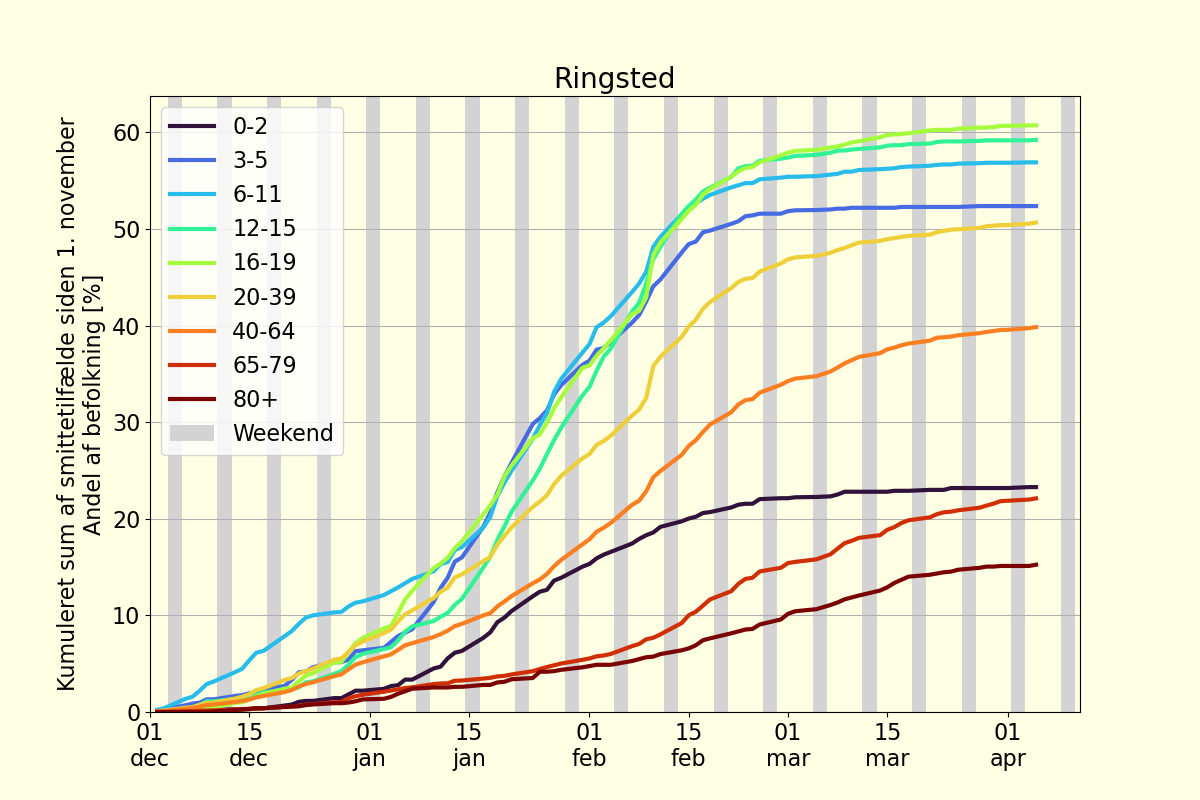 Ringsted
Kumuleret sum af smittetilfælde siden 1. november
Andel af befolkning [%]
60
50
40
30
20
10
0
0-2
3-5
6-11
12-15
16-19
20-39
40-64
65-79
80+
Weekend
01 15 01 15 01 15 01 15 01
dec dec jan jan feb feb mar mar apr